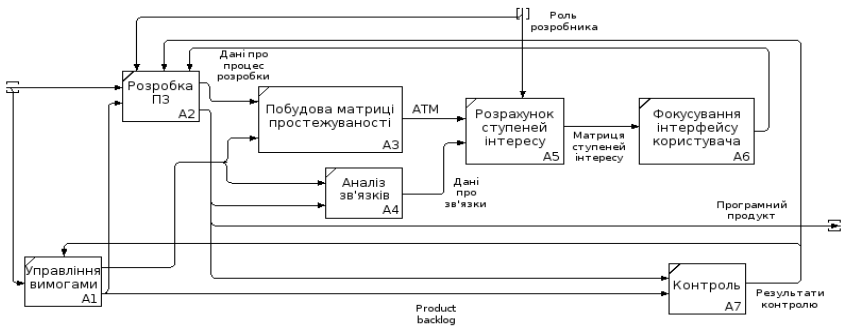 Роль
розробника
Дані про
процес
розробки
Розробка
ПЗ
A2
Побудова матриці
простежуваності
A3
АТМ
Розрахунок
ступеней
інтересу
A5
Матриця
ступеней
інтересу
Фокусування
інтерфейсу
користувача
A6
Аналіз
зв'язків
A4
Дані
про
зв'язки
Програмний
продукт
Управління
вимогами
A1
Product
backlog
Контроль
A7
Результати
контролю